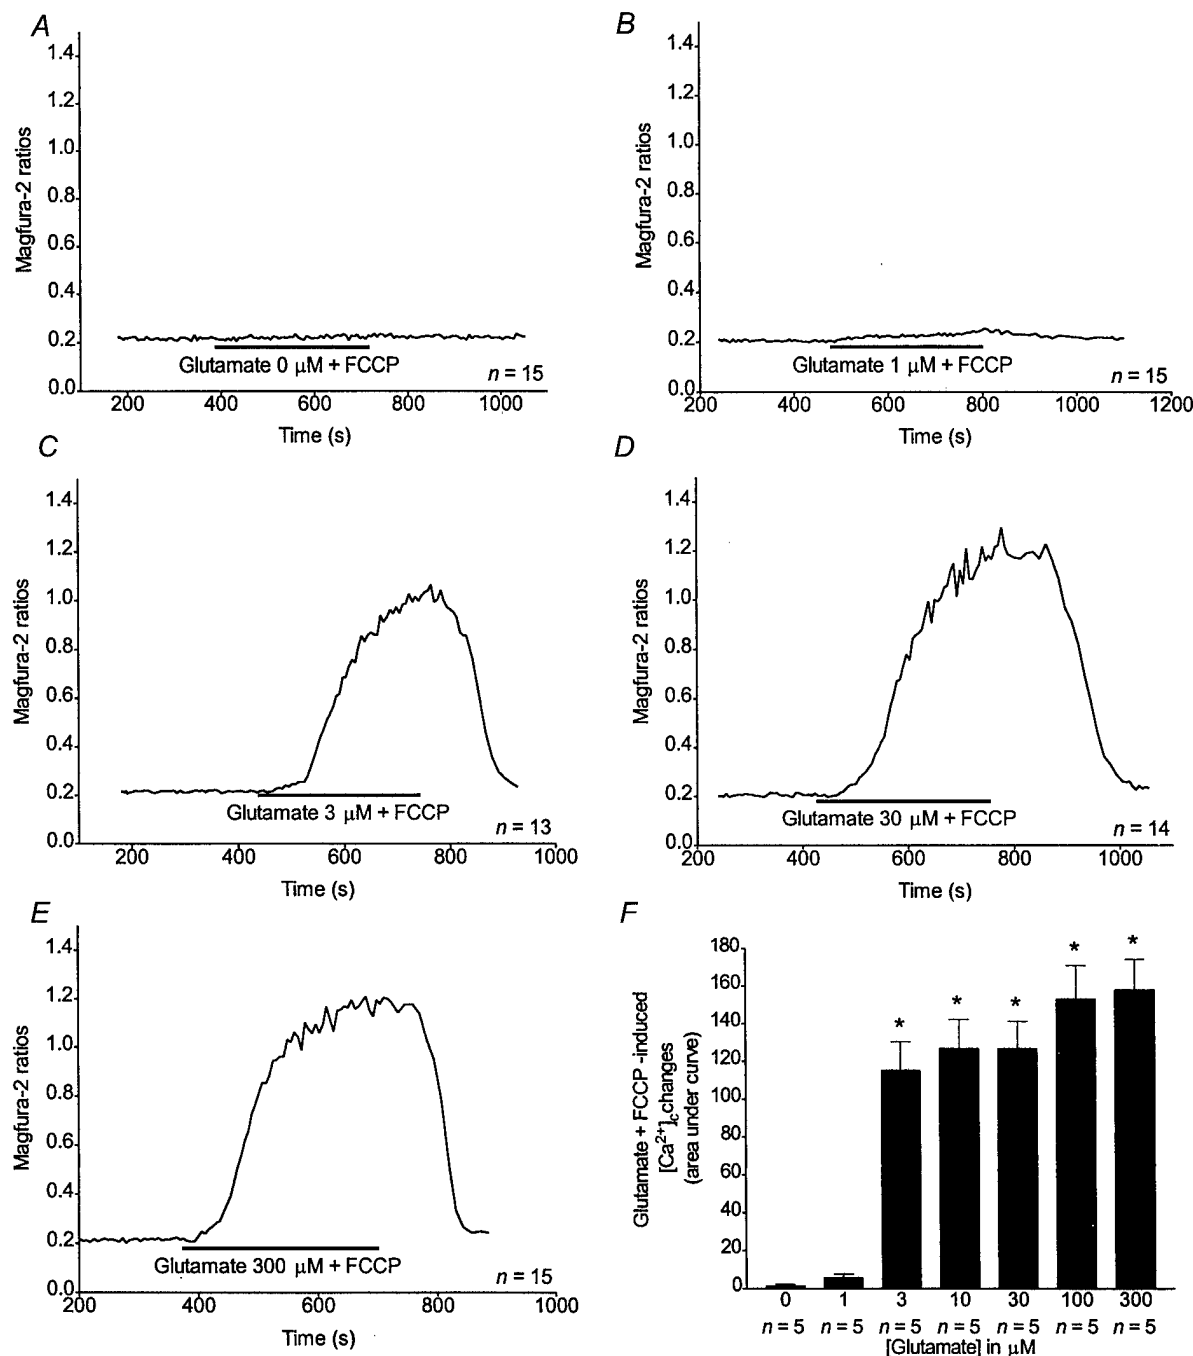 A
1.4
1.2
1.0
0.8
0.6
0.4
0.2
0.0
Magfura-2 ratios
Glutamate 0 μM + FCCP
n = 15
200 400 600 800 1000
Time (s)
B
1.4
1.2
1.0
0.8
0.6
0.4
0.2
0.0
Magfura-2 ratios
Glutamate 1 μM + FCCP
n = 15
200 400 600 800 1000 1200
Time (s)
C
1.4
1.2
1.0
0.8
0.6
0.4
0.2
0.0
Magfura-2 ratios
Glutamate 3 μM + FCCP
n = 13
200 400 600 800 1000
Time (s)
D
1.4
1.2
1.0
0.8
0.6
0.4
0.2
0.0
Magfura-2 ratios
Glutamate 30 μM + FCCP
n = 14
200 400 600 800 1000
Time (s)
E
1.4
1.2
1.0
0.8
0.6
0.4
0.2
0.0
Magfura-2 ratios
Glutamate 300 μM + FCCP
n = 15
200 400 600 800 1000
Time (s)
F
180
160
140
120
100
80
60
40
20
0
Glutamate + FCCP -induced
[Ca²⁺]c changes
(area under curve)
* * * * *
0 1 3 10 30 100 300
n = 5 n = 5 n = 5 n = 5 n = 5 n = 5 n = 5
[Glutamate] in μM